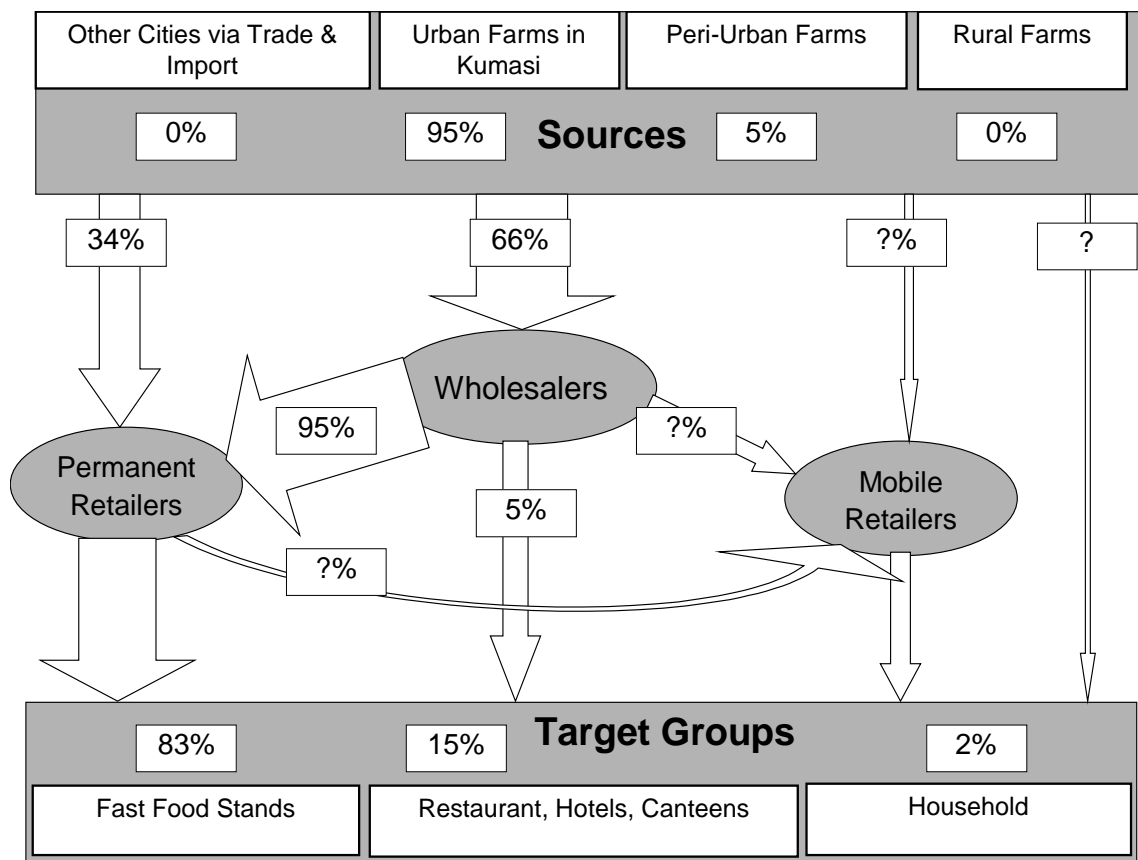 Other Cities via Trade &
Import
Urban Farms in
Kumasi
Peri-Urban Farms
Rural Farms
0%
95%
Sources
5%
0%
34%
66%
?%
?
Wholesalers
95%
?%
Permanent
Retailers
5%
Mobile
Retailers
?%
Target Groups
83%
15%
2%
Fast Food Stands
Restaurant, Hotels, Canteens
Household